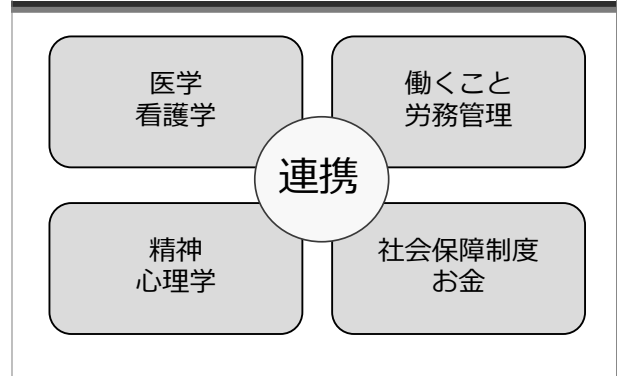 医学
看護学
働くこと
労務管理
連携
精神
心理学
社会保障制度
お金